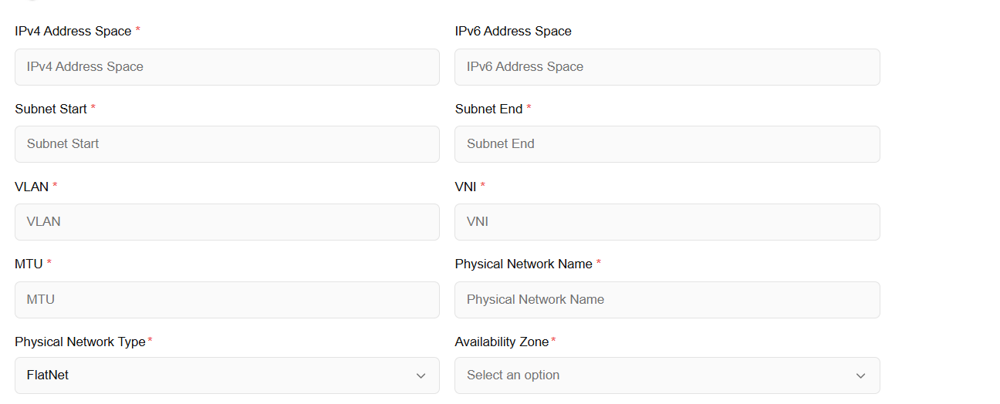 IPv4 Address Space *
IPv6 Address Space
IPv4 Address Space
IPv6 Address Space
Subnet Start *
Subnet End *
Subnet Start
Subnet End
VLAN *
VNI *
VLAN
VNI
MTU *
Physical Network Name *
MTU
Physical Network Name
Physical Network Type*
Availability Zone*
FlatNet
Select an option